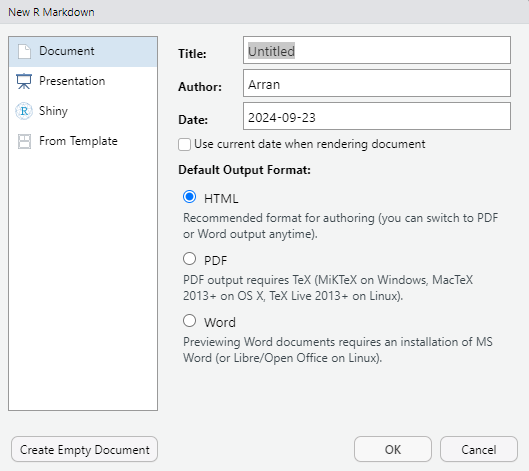 New R Markdown
Document
Presentation
R Shiny
From Template
Title: Untitled
Author: Arran
Date: 2024-09-23
Use current date when rendering document
Default Output Format:
HTML
Recommended format for authoring (you can switch to PDF
or Word output anytime).
PDF
PDF output requires TeX (MiKTeX on Windows, MacTeX
2013+ on OS X, TeX Live 2013+ on Linux).
Word
Previewing Word documents requires an installation of MS
Word (or Libre/Open Office on Linux).
Create Empty Document
OK
Cancel